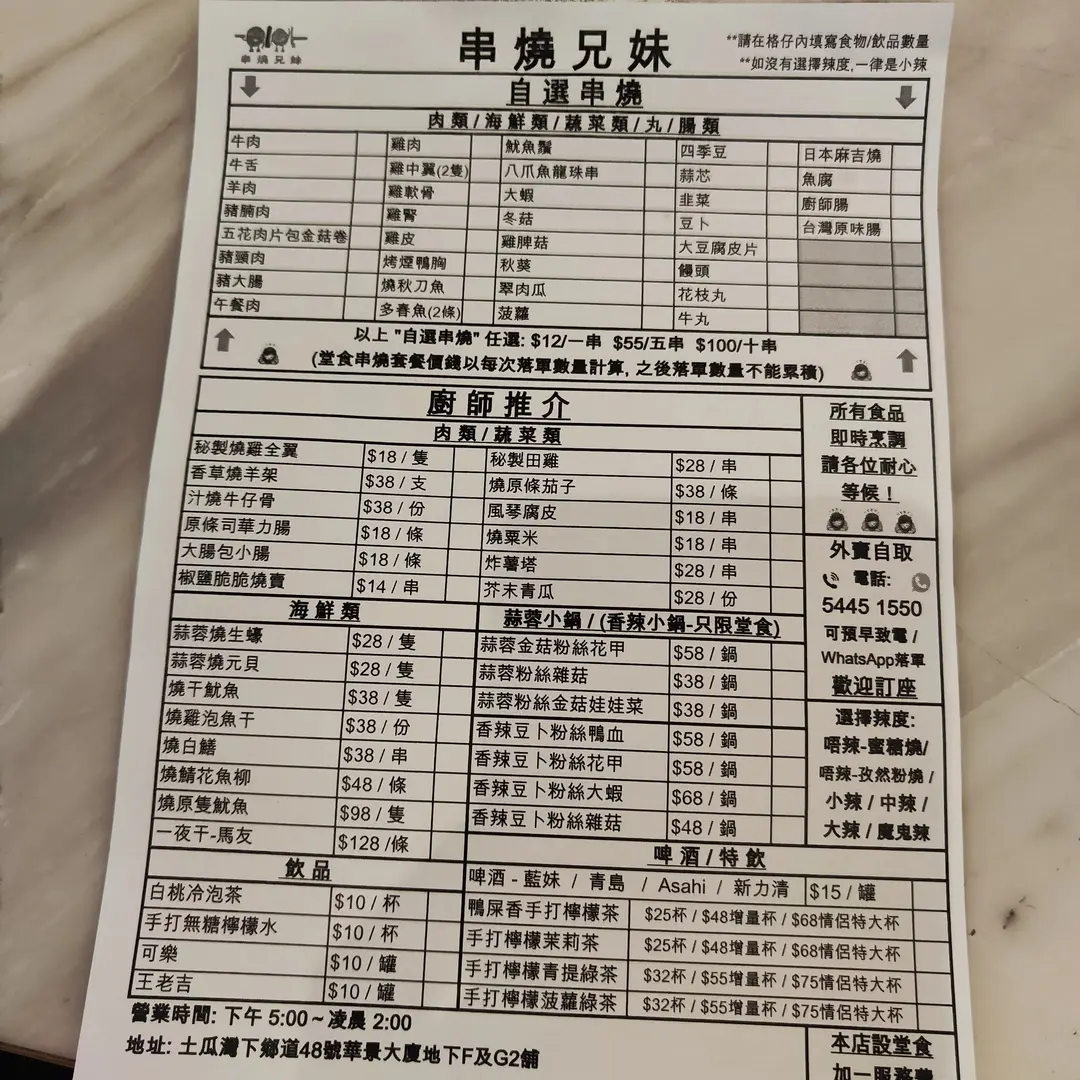 串燒兄妹
串燒兄妹
**請在格仔內填寫食物/飲品數量
**如沒有選擇辣度,一律是小辣
自選串燒
肉類/海鮮類/蔬菜類/丸/腸類
牛肉 雞肉 魷魚鬚 四季豆 日本麻吉燒
牛舌 雞中翼(2隻) 八爪魚龍珠串 蒜芯 魚腐
羊肉 雞軟骨 大蝦 韭菜 廚師腸
豬腩肉 雞腎 冬菇 豆卜 台灣原味腸
五花肉片包金菇卷 雞皮 雞脾菇 大豆腐皮片
豬頸肉 烤煙鴨胸 秋葵 饅頭
豬大腸 燒秋刀魚 翠肉瓜 花枝丸
午餐肉 多春魚(2條) 菠蘿 牛丸
以上 "自選串燒" 任選: $12/一串 $55/五串 $100/十串
(堂食串燒套餐價錢以每次落單數量計算, 之後落單數量不能累積)
廚師推介
肉類/蔬菜類
秘製燒雞全翼 $18 / 隻 秘製田雞 $28 / 串
香草燒羊架 $38 / 支 燒原條茄子 $38 / 條
汁燒牛仔骨 $38 / 份 風琴腐皮 $18 / 串
原條司華力腸 $18 / 條 燒粟米 $18 / 串
大腸包小腸 $18 / 條 炸薯塔 $28 / 串
椒鹽脆脆燒賣 $14 / 串 芥末青瓜 $28 / 份
海鮮類
蒜蓉燒生蠔 $28 / 隻
蒜蓉燒元貝 $28 / 隻
燒干魷魚 $38 / 隻
燒雞泡魚干 $38 / 份
燒白鱔 $38 / 串
燒鯖花魚柳 $48 / 條
燒原隻魷魚 $98 / 隻
一夜干-馬友 $128 /條
蒜蓉小鍋 / (香辣小鍋-只限堂食)
蒜蓉金菇粉絲花甲 $58 / 鍋
蒜蓉粉絲雜菇 $38 / 鍋
蒜蓉粉絲金菇娃娃菜 $38 / 鍋
香辣豆卜粉絲鴨血 $58 / 鍋
香辣豆卜粉絲花甲 $58 / 鍋
香辣豆卜粉絲大蝦 $68 / 鍋
香辣豆卜粉絲雜菇 $48 / 鍋
飲品
白桃冷泡茶 $10 / 杯
手打無糖檸檬水 $10 / 杯
可樂 $10 / 罐
王老吉 $10 / 罐
啤酒/特飲
啤酒 - 藍妹 / 青島 / Asahi / 新力清 $15 / 罐
鴨屎香手打檸檬茶 $25杯 / $48增量杯 / $68情侶特大杯
手打檸檬茉莉茶 $25杯 / $48增量杯 / $68情侶特大杯
手打檸檬青提綠茶 $32杯 / $55增量杯 / $75情侶特大杯
手打檸檬菠蘿綠茶 $32杯 / $55增量杯 / $75情侶特大杯
所有食品
即時烹調
請各位耐心
等候！
外賣自取
電話:
5445 1550
可預早致電 /
WhatsApp落單
歡迎訂座
選擇辣度:
唔辣-蜜糖燒/
唔辣-孜然粉燒 /
小辣 / 中辣 /
大辣 / 魔鬼辣
營業時間: 下午 5:00 ~ 凌晨 2:00
地址: 土瓜灣下鄉道48號華景大廈地下F及G2舖
本店設堂食
加一服務費